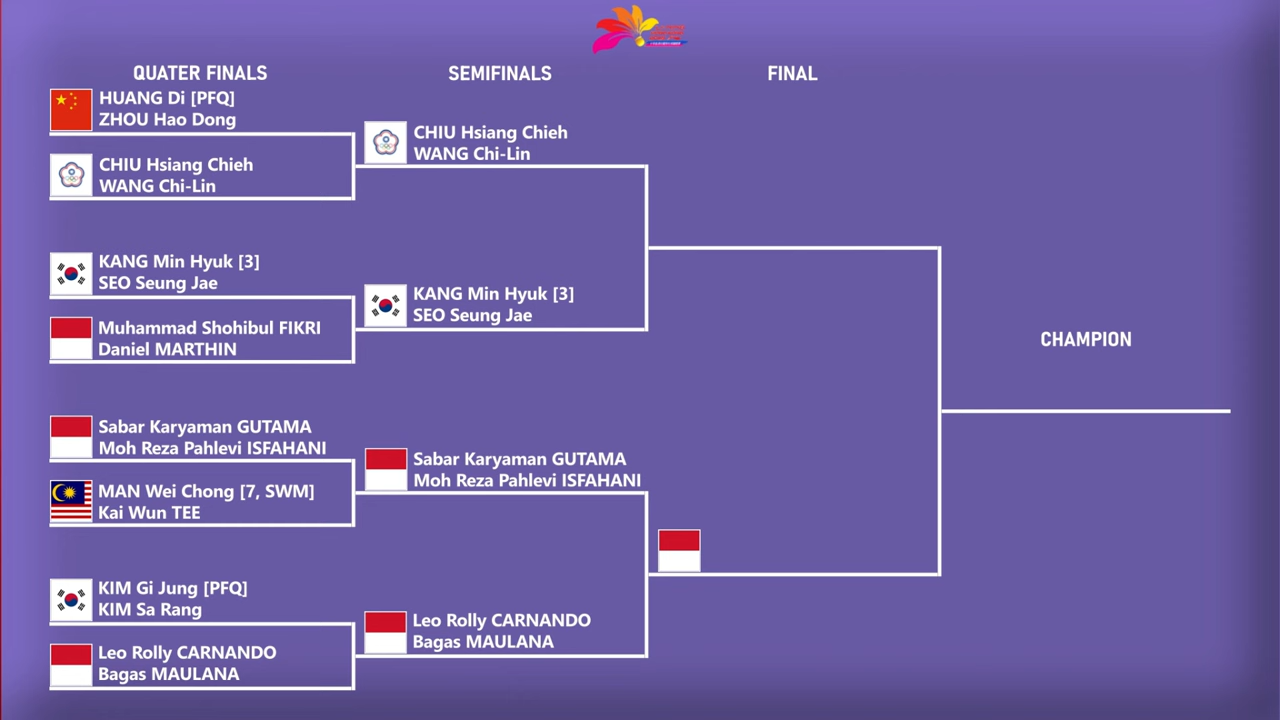 QUATER FINALS
SEMIFINALS
FINAL
HUANG Di [PFQ]
ZHOU Hao Dong
CHIU Hsiang Chieh
WANG Chi-Lin
KANG Min Hyuk [3]
SEO Seung Jae
Muhammad Shohibul FIKRI
Daniel MARTHIN
Sabar Karyaman GUTAMA
Moh Reza Pahlevi ISFAHANI
MAN Wei Chong [7, SWM]
Kai Wun TEE
KIM Gi Jung [PFQ]
KIM Sa Rang
Leo Rolly CARNANDO
Bagas MAULANA
CHIU Hsiang Chieh
WANG Chi-Lin
KANG Min Hyuk [3]
SEO Seung Jae
Sabar Karyaman GUTAMA
Moh Reza Pahlevi ISFAHANI
Leo Rolly CARNANDO
Bagas MAULANA
CHAMPION